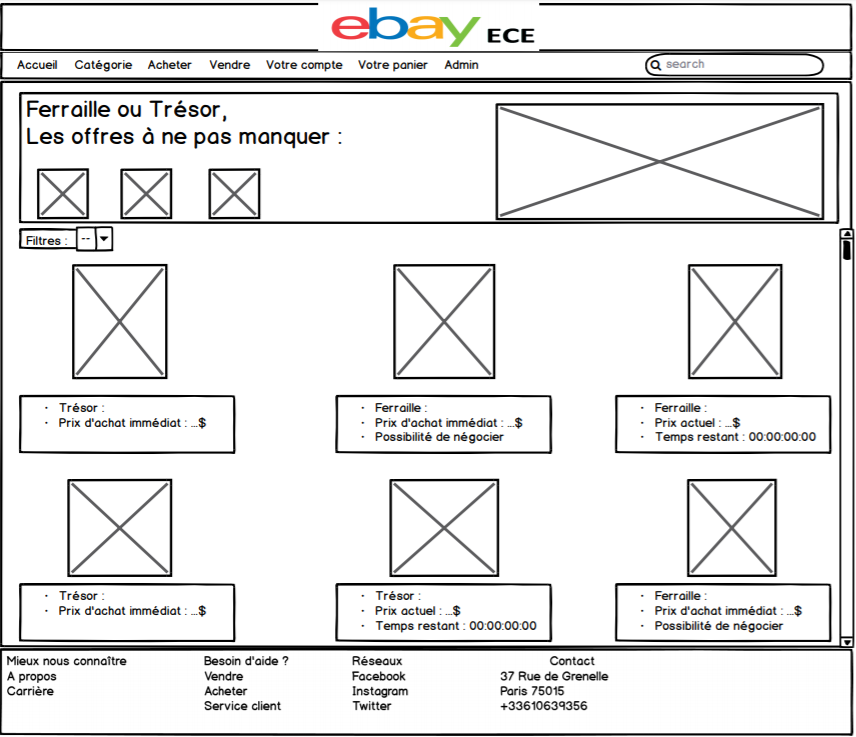 ebay ECE
Accueil Catégorie Acheter Vendre Votre compte Votre panier Admin search
Ferraille ou Trésor,
Les offres à ne pas manquer :
Filtres : --
· Trésor :
· Prix d'achat immédiat : ...$
· Ferraille :
· Prix d'achat immédiat : ...$
· Possibilité de négocier
· Ferraille :
· Prix actuel : ...$
· Temps restant : 00:00:00:00
· Trésor :
· Prix d'achat immédiat : ...$
· Trésor :
· Prix actuel : ...$
· Temps restant : 00:00:00:00
· Ferraille :
· Prix d'achat immédiat : ...$
· Possibilité de négocier
Mieux nous connaître
A propos
Carrière
Besoin d'aide ?
Vendre
Acheter
Service client
Réseaux
Facebook
Instagram
Twitter
Contact
37 Rue de Grenelle
Paris 75015
+33610639356